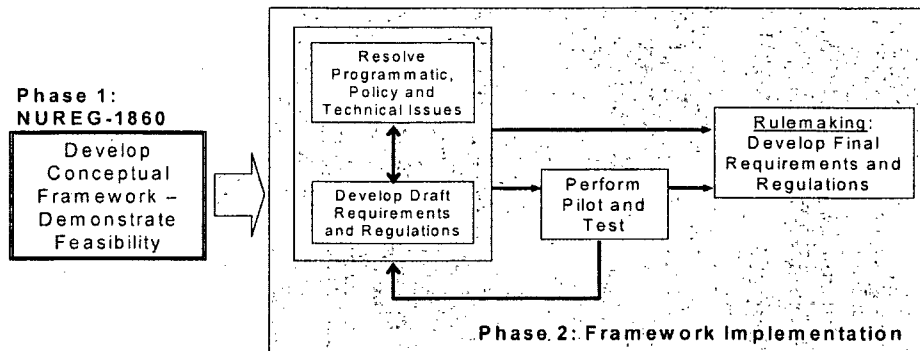 Phase 1:
NUREG-1860
Develop
Conceptual
Framework –
Demonstrate
Feasibility
Resolve
Programmatic,
Policy and
Technical Issues
Develop Draft
Requirements
and Regulations
Perform
Pilot and
Test
Rulemaking:
Develop Final
Requirements and
Regulations
Phase 2: Framework Implementation